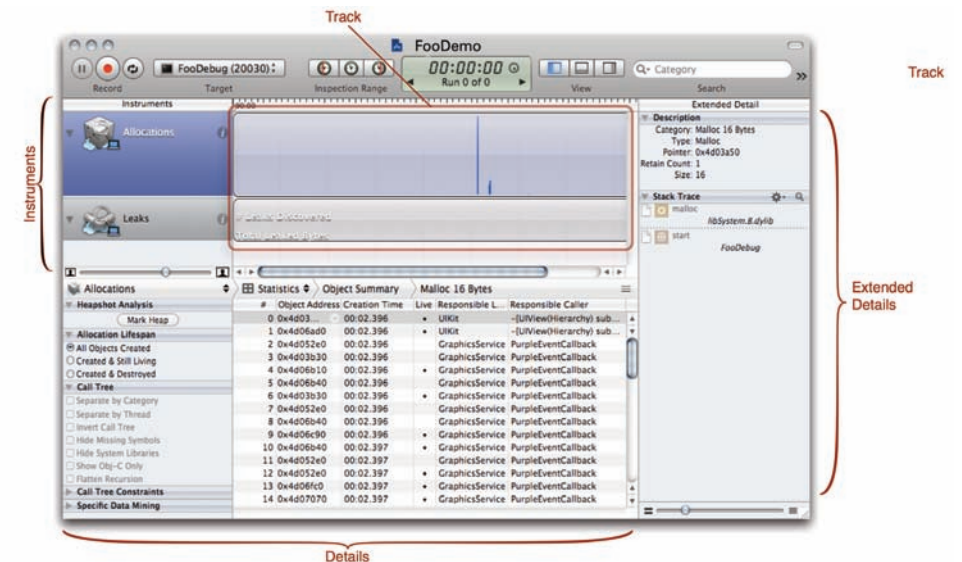 Track
FooDemo
FooDebug (20030)
00:00:00
Run 0 of 0
Category
Record
Target
Inspection Range
View
Search
Track
Instruments
Instruments
00:00
Allocations
Leaks
Leaks Discovered
Total Leaked Bytes
Extended Detail
Description
Category: Malloc 16 Bytes
Type: Malloc
Pointer: 0x4d03a50
Retain Count: 1
Size: 16
Stack Trace
malloc
libSystem.B.dylib
start
FooDebug
Extended
Details
Allocations
Statistics Object Summary Malloc 16 Bytes
Heapshot Analysis
Mark Heap
Allocation Lifespan
All Objects Created
Created & Still Living
Created & Destroyed
Call Tree
Separate by Category
Separate by Thread
Invert Call Tree
Hide Missing Symbols
Hide System Libraries
Show Obj-C Only
Flatten Recursion
Call Tree Constraints
Specific Data Mining
# Object Address Creation Time Live Responsible L... Responsible Caller
0 0x4d03... 00:02.396 • UIKit -[UIView(Hierarchy) sub...
1 0x4d06ad0 00:02.396 • UIKit -[UIView(Hierarchy) sub...
2 0x4d052e0 00:02.396 GraphicsService PurpleEventCallback
3 0x4d03b30 00:02.396 GraphicsService PurpleEventCallback
4 0x4d06b10 00:02.396 • GraphicsService PurpleEventCallback
5 0x4d06b40 00:02.396 GraphicsService PurpleEventCallback
6 0x4d03b30 00:02.396 • GraphicsService PurpleEventCallback
7 0x4d052e0 00:02.396 GraphicsService PurpleEventCallback
8 0x4d06b40 00:02.396 GraphicsService PurpleEventCallback
9 0x4d06c90 00:02.396 • GraphicsService PurpleEventCallback
10 0x4d06b40 00:02.397 • GraphicsService PurpleEventCallback
11 0x4d052e0 00:02.397 GraphicsService PurpleEventCallback
12 0x4d052e0 00:02.397 • GraphicsService PurpleEventCallback
13 0x4d06fc0 00:02.397 • GraphicsService PurpleEventCallback
14 0x4d07070 00:02.397 • GraphicsService PurpleEventCallback
Details